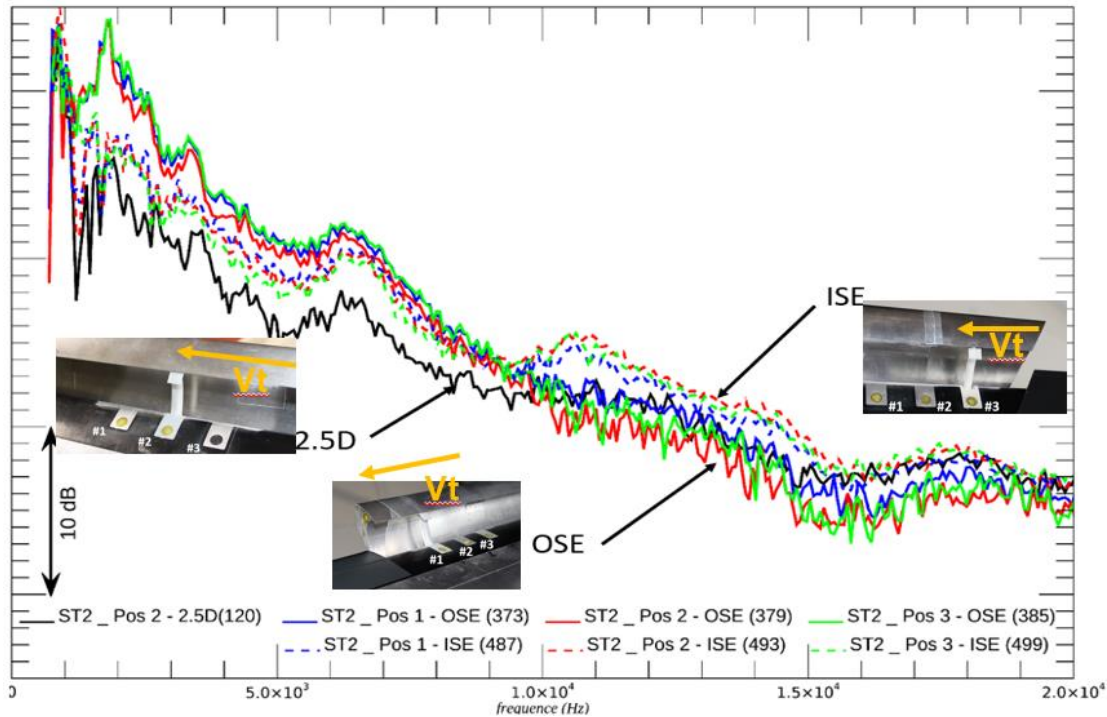 ISE
Vt
#1
#2
#3
Vt
#1
#2
#3
2.5D
Vt
#1
#2
#3
OSE
10 dB
ST2 _ Pos 2 - 2.5D(120)
ST2 _ Pos 1 - OSE (373)
ST2 _ Pos 2 - OSE (379)
ST2 _ Pos 3 - OSE (385)
ST2 _ Pos 1 - ISE (487)
ST2 _ Pos 2 - ISE (493)
ST2 _ Pos 3 - ISE (499)
0
5.0×10³
1.0×10⁴
1.5×10⁴
2.0×10⁴
frequence (Hz)